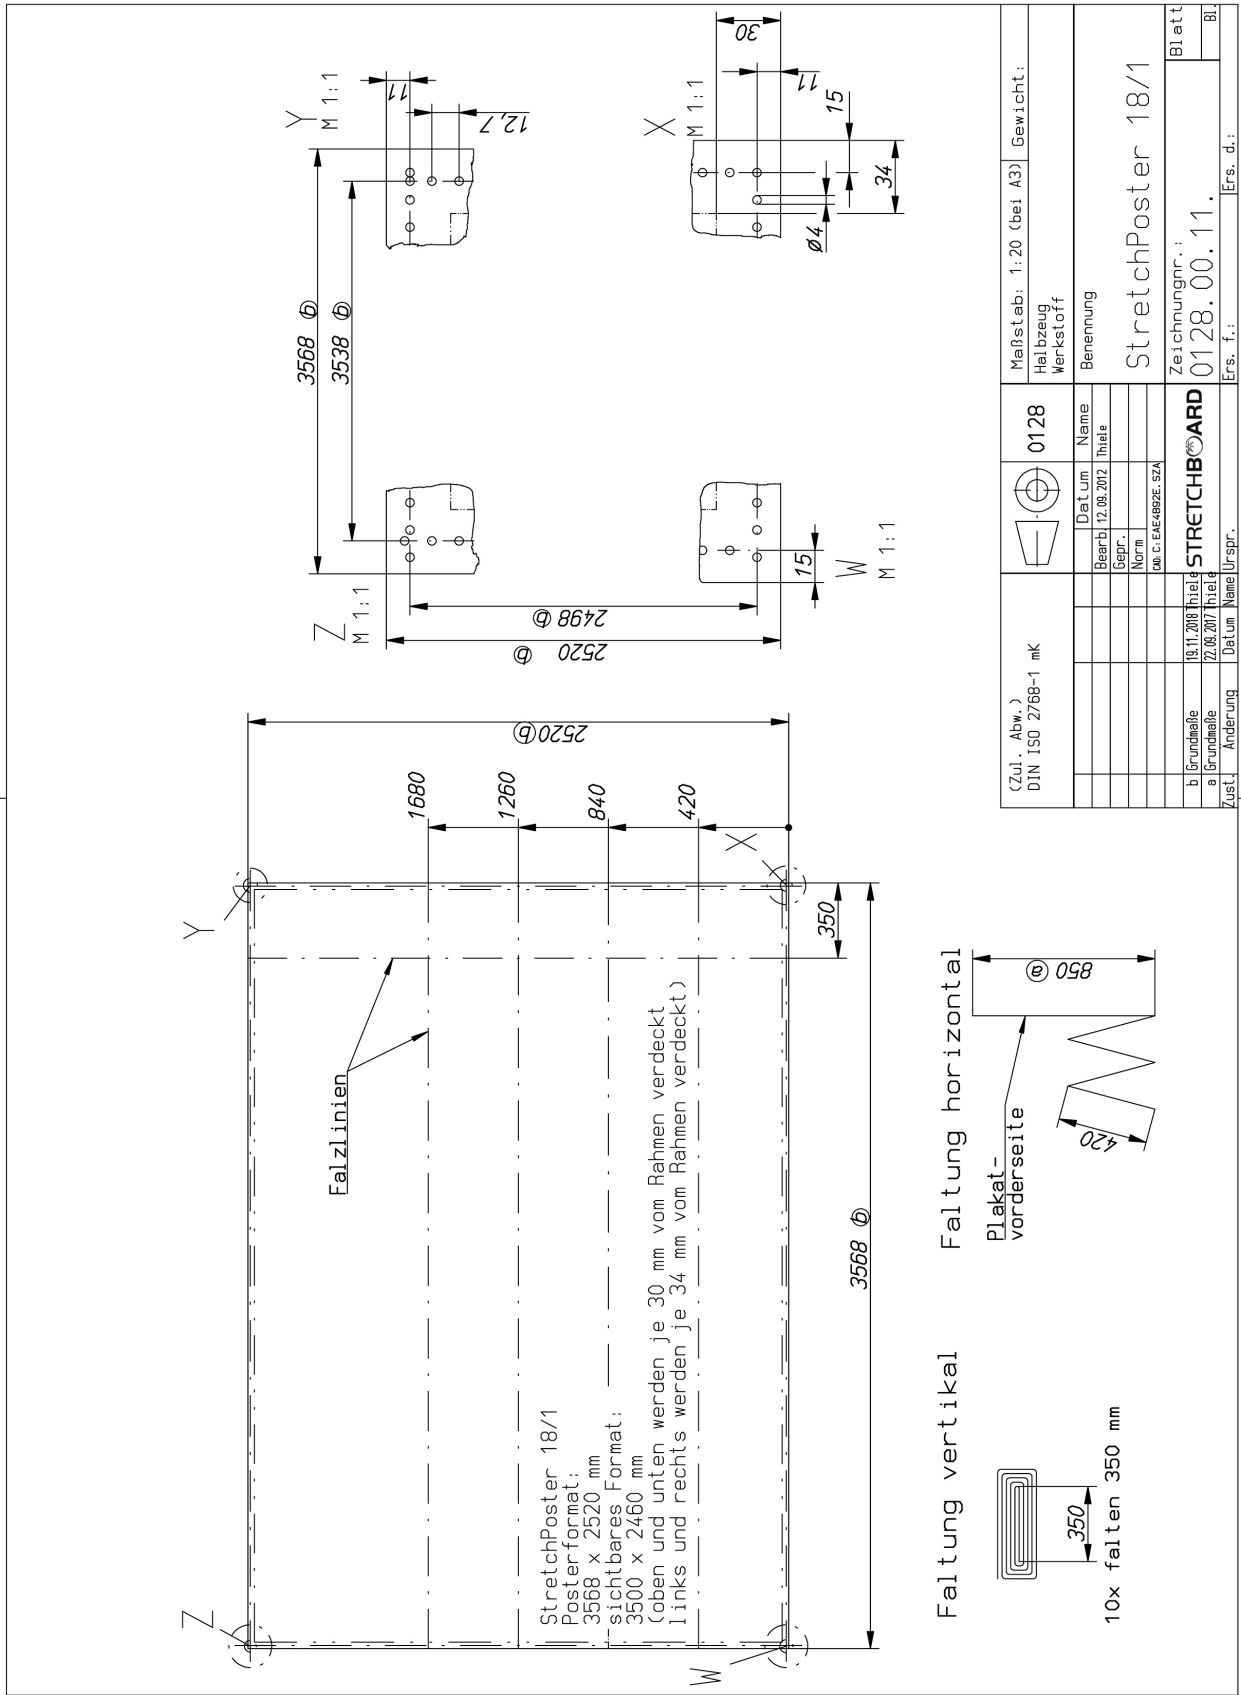 Z
Y
W
X
Falzlinien
StretchPoster 18/1
Posterformat:
3568 x 2520 mm
sichtbares Format:
3500 x 2460 mm
(oben und unten werden je 30 mm vom Rahmen verdeckt
links und rechts werden je 34 mm vom Rahmen verdeckt)
1680
1260
840
420
2520 b
350
3568 b
Faltung vertikal
350
10x falten 350 mm
Faltung horizontal
Plakat-
vorderseite
420
850 a
3568 b
3538 b
Z
M 1:1
Y
M 1:1
11
12,7
2520 b
2498 b
X
M 1:1
30
11
15
34
ø4
15
W
M 1:1
(Zul. Abw.)
DIN ISO 2768-1 mK
0128
Maßstab: 1:20 (bei A3)
Gewicht:
Halbzeug
Werkstoff
Datum Name
Bearb. 12.09.2012 Thiele
Gepr.
Norm
CAD: C: EAE4B92E.SZA
Benennung
StretchPoster 18/1
b Grundmaße 19.11.2018 Thiele
a Grundmaße 22.09.2017 Thiele
Zust. Änderung Datum Name
STRETCHBOARD
Zeichnungnr.:
0128.00.11.
Blatt
Bl.
Urspr.
Ers. f.:
Ers. d.: